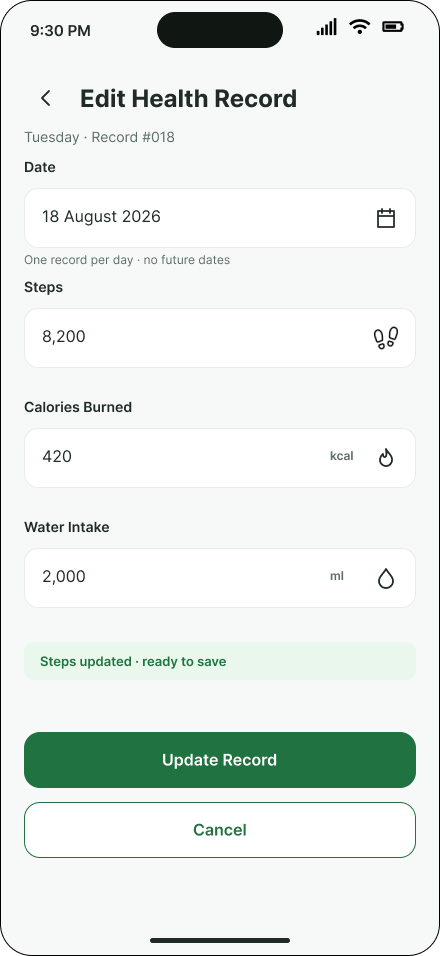 9:30 PM
Edit Health Record
Tuesday · Record #018
Date
18 August 2026
One record per day · no future dates
Steps
8,200
Calories Burned
420 kcal
Water Intake
2,000 ml
Steps updated · ready to save
Update Record
Cancel